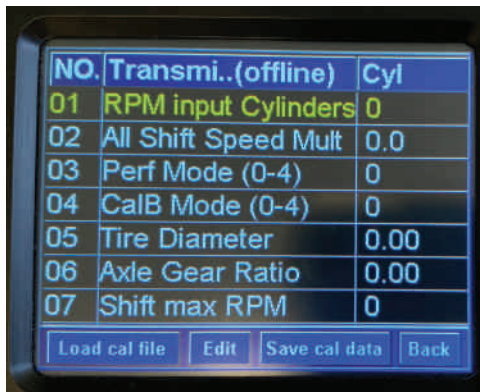 NO. Transmi..(offline) Cyl
01 RPM input Cylinders 0
02 All Shift Speed Mult 0.0
03 Perf Mode (0-4) 0
04 CalB Mode (0-4) 0
05 Tire Diameter 0.00
06 Axle Gear Ratio 0.00
07 Shift max RPM 0
Load cal file Edit Save cal data Back